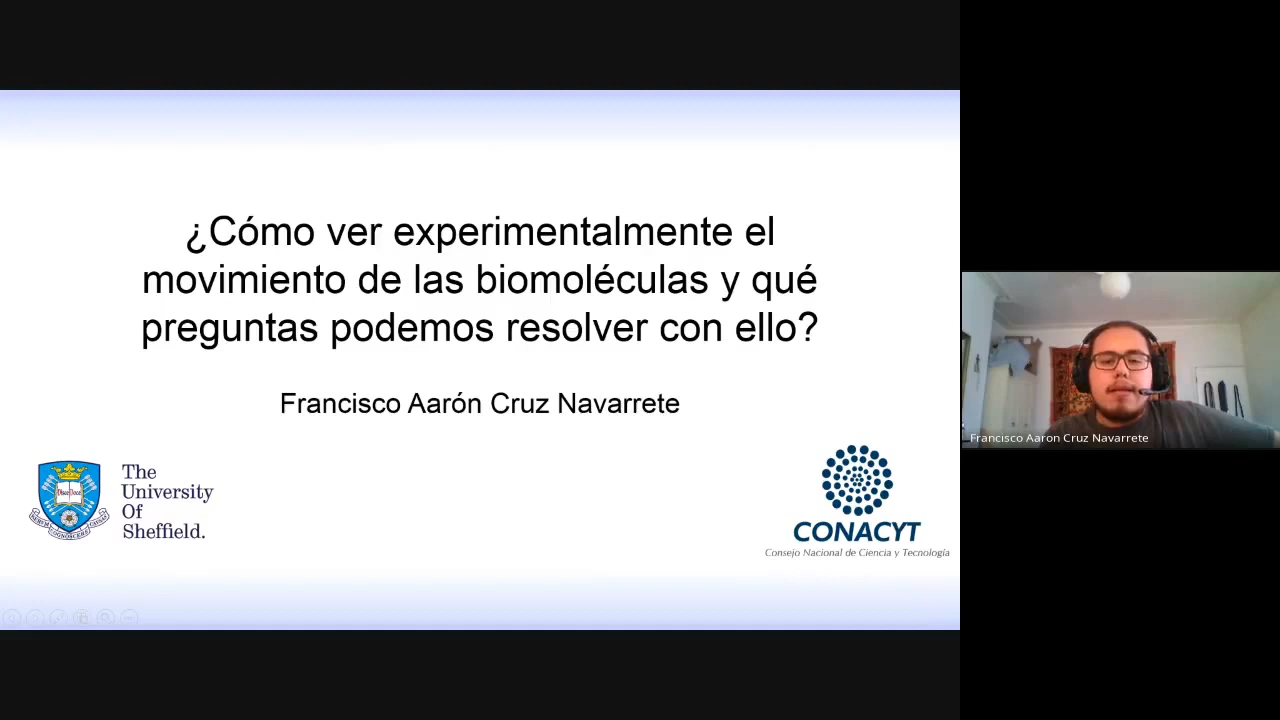 ¿Cómo ver experimentalmente el
movimiento de las biomoléculas y qué
preguntas podemos resolver con ello?
Francisco Aarón Cruz Navarrete
The
University
Of
Sheffield.
CONACYT
Consejo Nacional de Ciencia y Tecnología
Francisco Aaron Cruz Navarrete